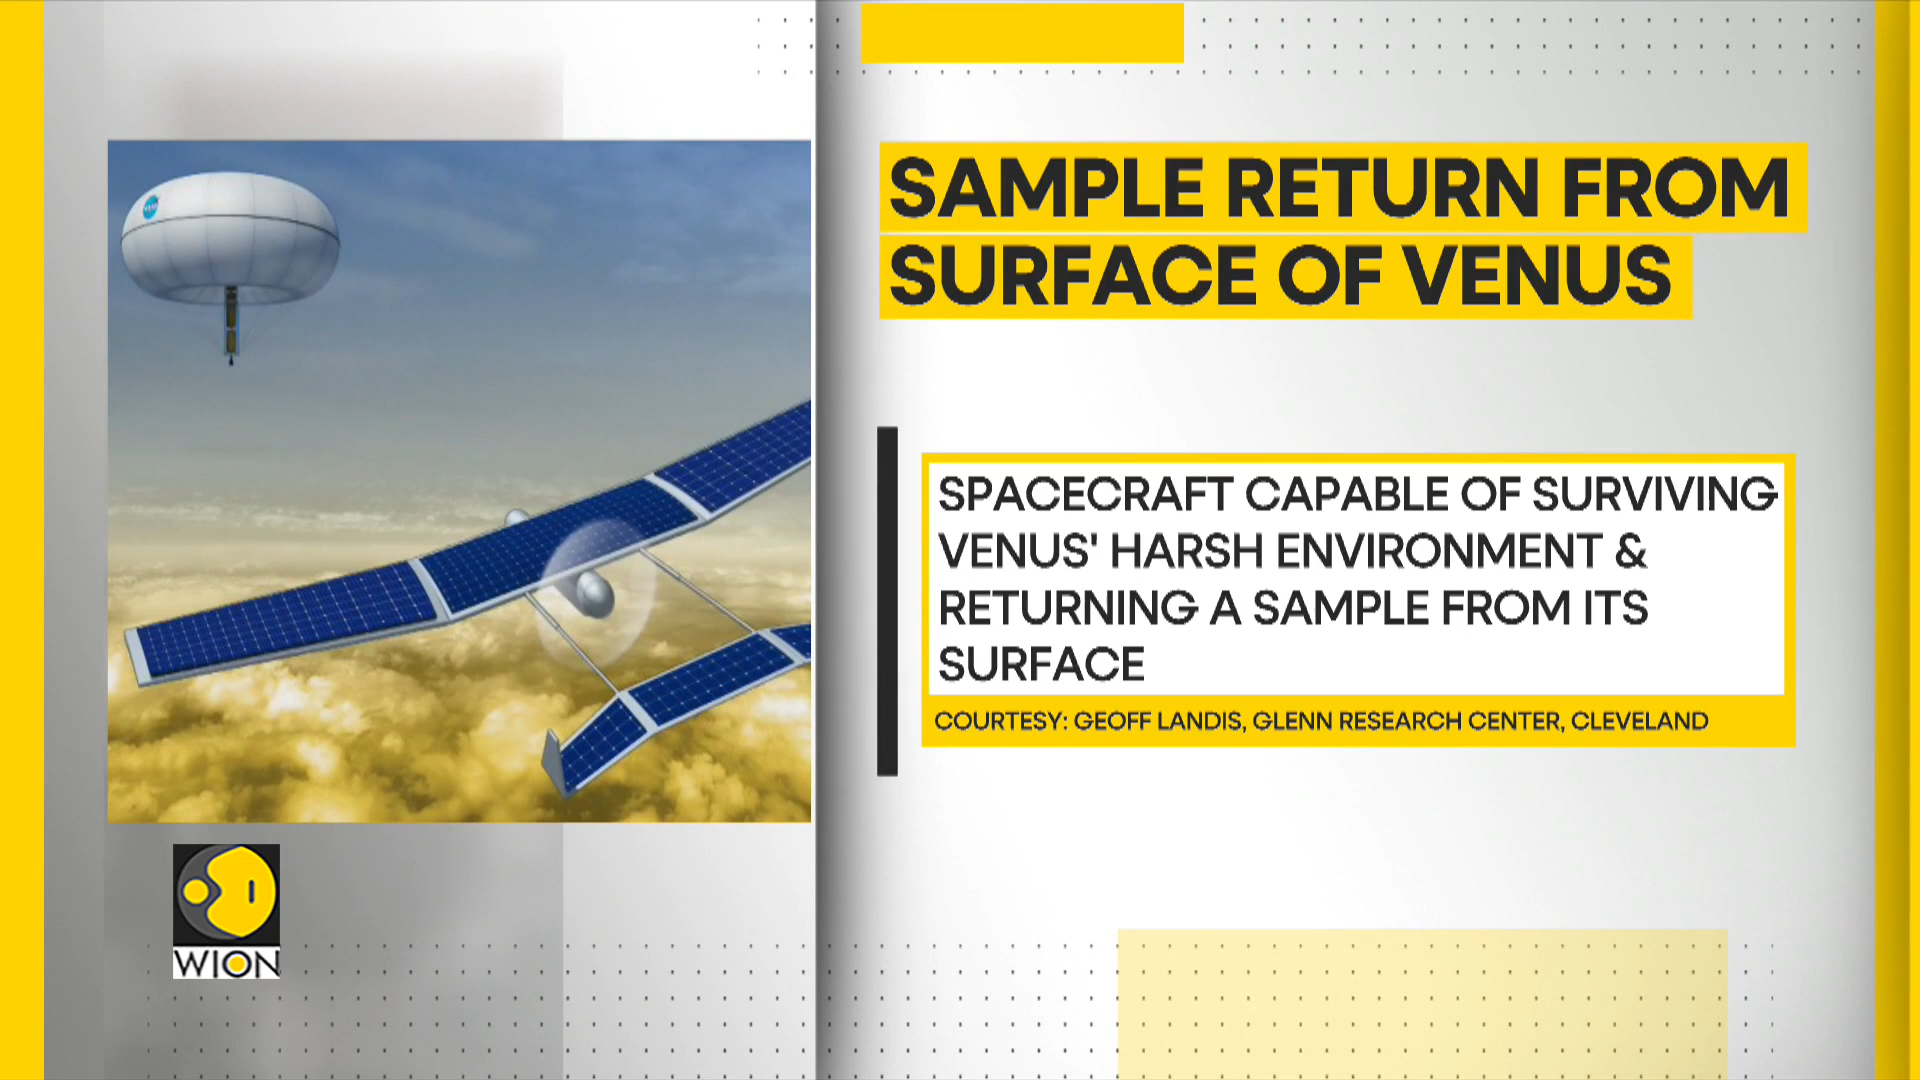 SAMPLE RETURN FROM
SURFACE OF VENUS
SPACECRAFT CAPABLE OF SURVIVING
VENUS' HARSH ENVIRONMENT &
RETURNING A SAMPLE FROM ITS
SURFACE
COURTESY: GEOFF LANDIS, GLENN RESEARCH CENTER, CLEVELAND
WION